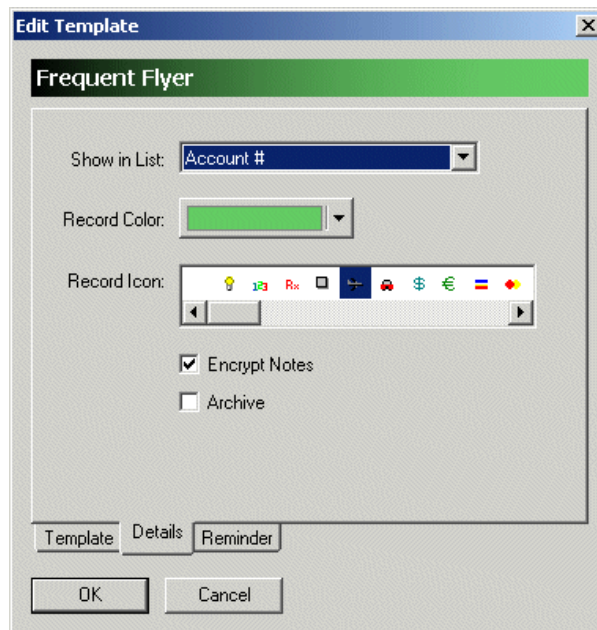 Edit Template
Frequent Flyer
Show in List: Account #
Record Color:
Record Icon: 123 Rx $ €
Encrypt Notes
Archive
Template Details Reminder
OK Cancel